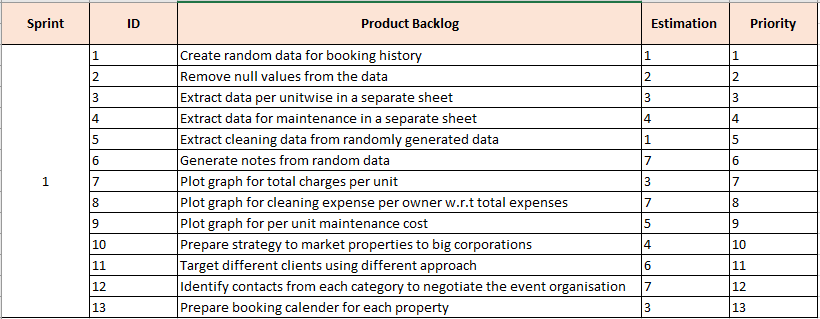 Sprint ID Product Backlog Estimation Priority
1 Create random data for booking history 1 1
2 Remove null values from the data 2 2
3 Extract data per unitwise in a separate sheet 3 3
4 Extract data for maintenance in a separate sheet 4 4
5 Extract cleaning data from randomly generated data 1 5
6 Generate notes from random data 7 6
1 7 Plot graph for total charges per unit 3 7
8 Plot graph for cleaning expense per owner w.r.t total expenses 7 8
9 Plot graph for per unit maintenance cost 5 9
10 Prepare strategy to market properties to big corporations 4 10
11 Target different clients using different approach 6 11
12 Identify contacts from each category to negotiate the event organisation 7 12
13 Prepare booking calender for each property 3 13